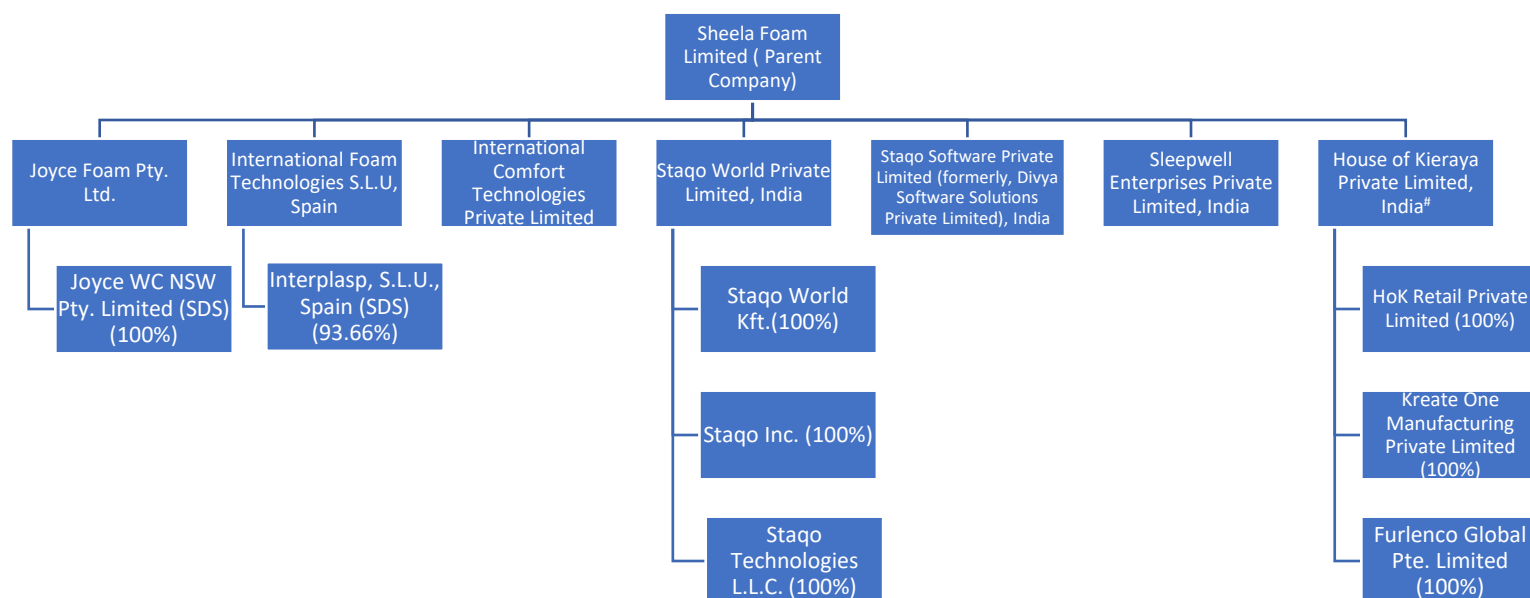 Sheela Foam
Limited ( Parent
Company)
Joyce Foam Pty.
Ltd.
International Foam
Technologies S.L.U,
Spain
International
Comfort
Technologies
Private Limited
Staqo World Private
Limited, India
Staqo Software Private
Limited (formerly, Divya
Software Solutions
Private Limited), India
Sleepwell
Enterprises Private
Limited, India
House of Kieraya
Private Limited,
India#
Joyce WC NSW
Pty. Limited (SDS)
(100%)
Interplasp, S.L.U.,
Spain (SDS)
(93.66%)
Staqo World
Kft.(100%)
Staqo Inc. (100%)
Staqo
Technologies
L.L.C. (100%)
HoK Retail Private
Limited (100%)
Kreate One
Manufacturing
Private Limited
(100%)
Furlenco Global
Pte. Limited
(100%)